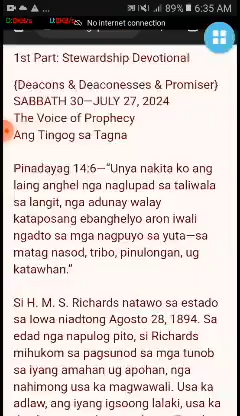 89% 6:35 AM
No internet connection
1st Part: Stewardship Devotional
{Deacons & Deaconesses & Promiser}
SABBATH 30—JULY 27, 2024
The Voice of Prophecy
Ang Tingog sa Tagna
Pinadayag 14:6—“Unya nakita ko ang
laing anghel nga naglupad sa taliwala
sa langit, nga adunay walay
kataposang ebanghelyo aron iwali
ngadto sa mga nagpuyo sa yuta—sa
matag nasod, tribo, pinulongan, ug
katawhan.”
Si H. M. S. Richards natawo sa estado
sa Iowa niadtong Agosto 28, 1894. Sa
edad nga napulog pito, si Richards
mihukom sa pagsunod sa mga tunob
sa iyang amahan ug apohan, nga
nahimong usa ka magwawali. Usa ka
adlaw, ang iyang igsoong lalaki, usa ka